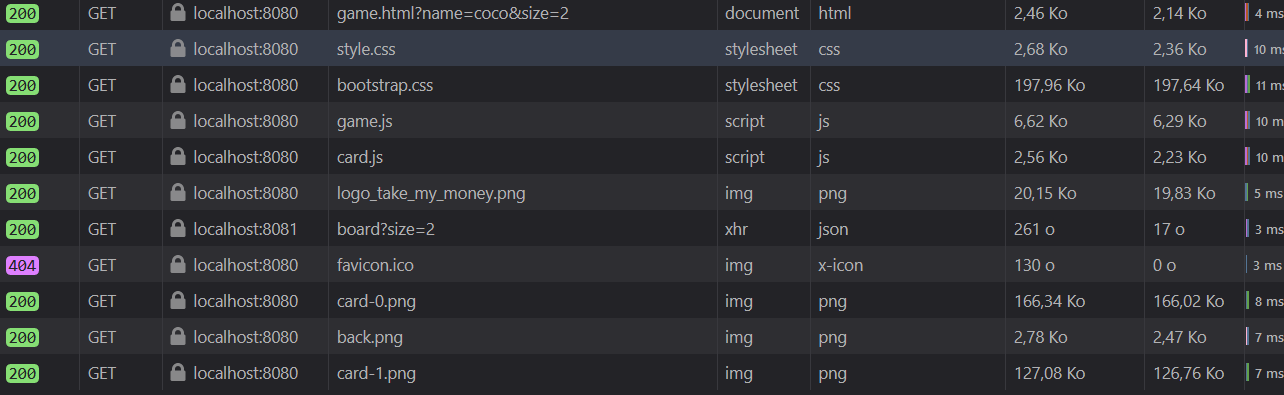 200 GET localhost:8080 game.html?name=coco&size=2 document html 2,46 Ko 2,14 Ko 4 ms
200 GET localhost:8080 style.css stylesheet css 2,68 Ko 2,36 Ko 10 ms
200 GET localhost:8080 bootstrap.css stylesheet css 197,96 Ko 197,64 Ko 11 ms
200 GET localhost:8080 game.js script js 6,62 Ko 6,29 Ko 10 m
200 GET localhost:8080 card.js script js 2,56 Ko 2,23 Ko 10 m
200 GET localhost:8080 logo_take_my_money.png img png 20,15 Ko 19,83 Ko 5 ms
200 GET localhost:8081 board?size=2 xhr json 261 o 17 o 3 ms
404 GET localhost:8080 favicon.ico img x-icon 130 o 0 o 3 ms
200 GET localhost:8080 card-0.png img png 166,34 Ko 166,02 Ko 8 ms
200 GET localhost:8080 back.png img png 2,78 Ko 2,47 Ko 7 ms
200 GET localhost:8080 card-1.png img png 127,08 Ko 126,76 Ko 7 ms